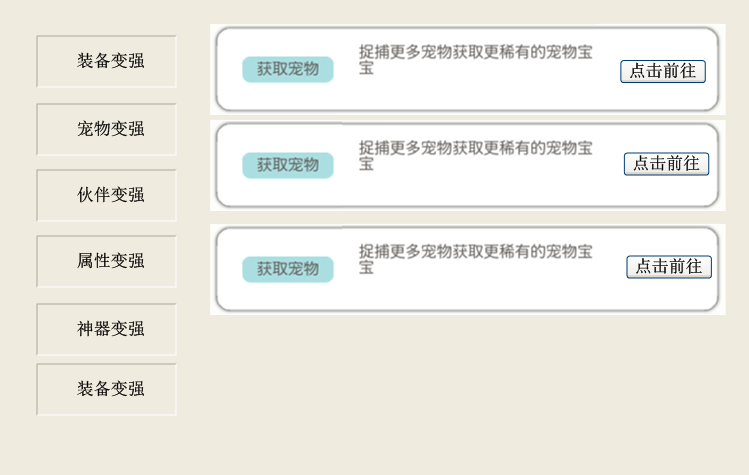 装备变强
宠物变强
伙伴变强
属性变强
神器变强
装备变强
获取宠物
捉捕更多宠物获取更稀有的宠物宝
宝
点击前往
获取宠物
捉捕更多宠物获取更稀有的宠物宝
宝
点击前往
获取宠物
捉捕更多宠物获取更稀有的宠物宝
宝
点击前往